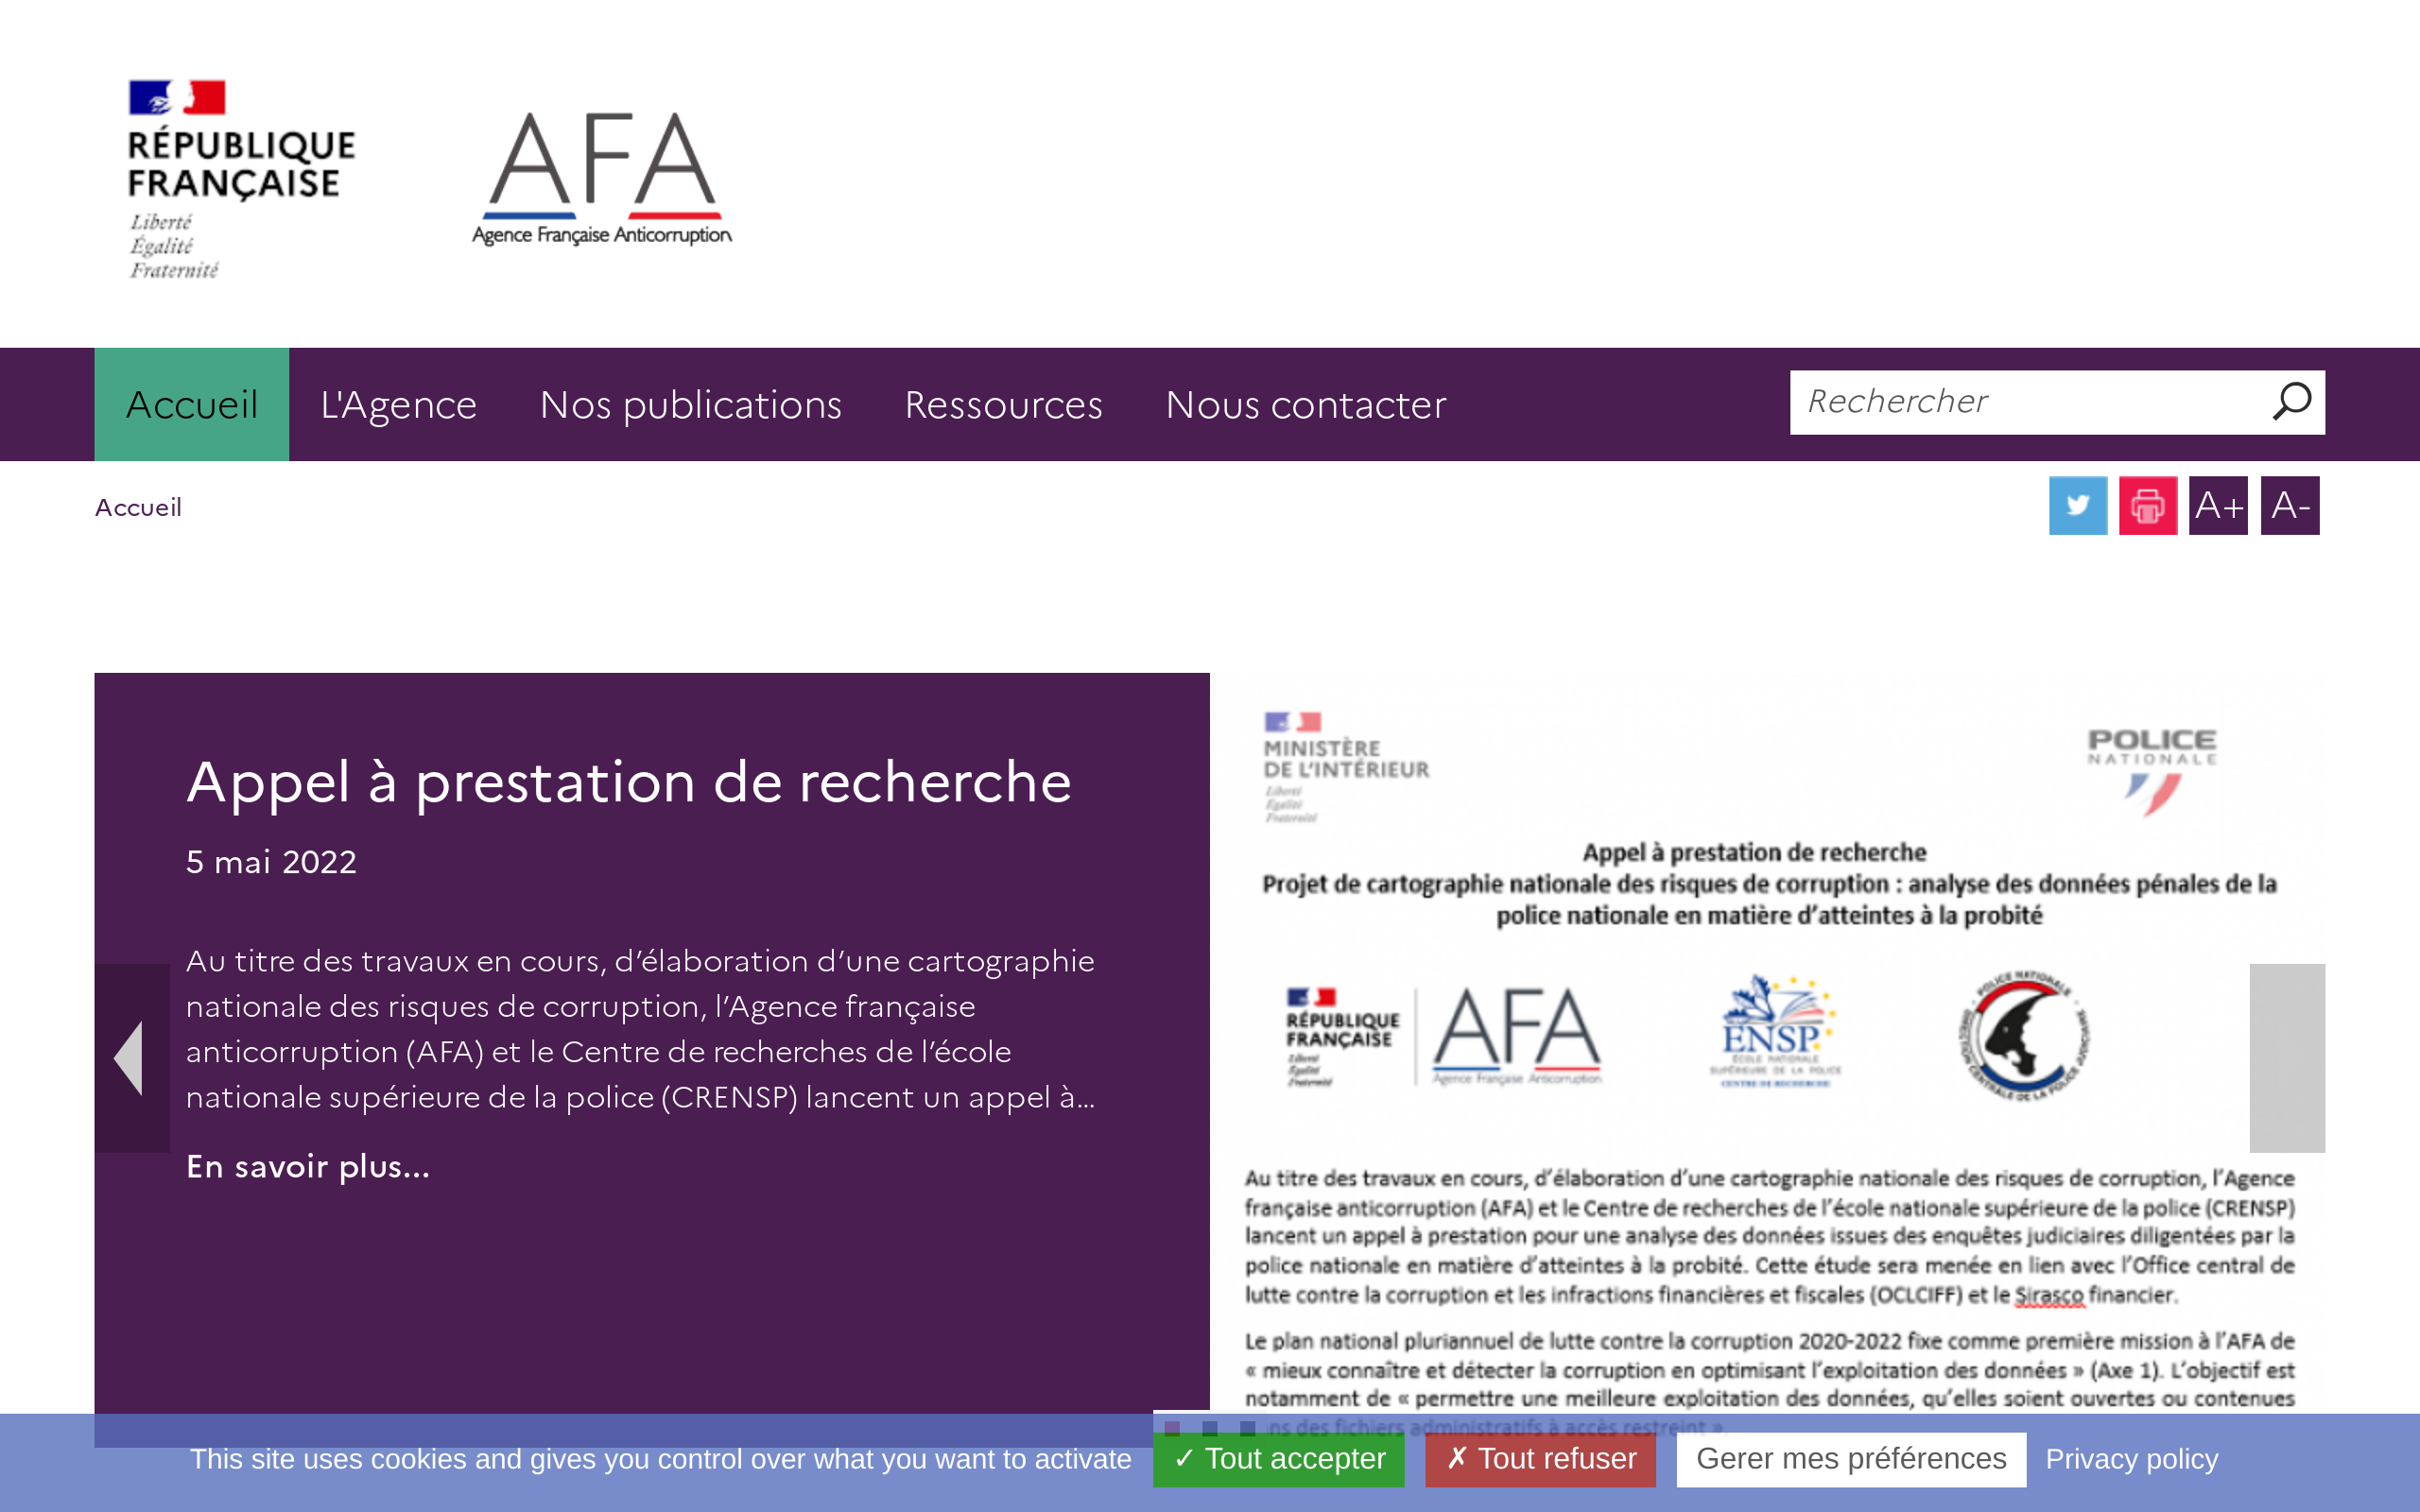 RÉPUBLIQUE
FRANÇAISE
Liberté
Égalité
Fraternité
AFA
Agence Française Anticorruption
Accueil
L'Agence
Nos publications
Ressources
Nous contacter
Rechercher
Accueil
A+
A-
Appel à prestation de recherche
5 mai 2022
Au titre des travaux en cours, d’élaboration d’une cartographie
nationale des risques de corruption, l’Agence française
anticorruption (AFA) et le Centre de recherches de l’école
nationale supérieure de la police (CRENSP) lancent un appel à...
En savoir plus...
MINISTÈRE
DE L’INTÉRIEUR
Liberté
Égalité
Fraternité
POLICE
NATIONALE
Appel à prestation de recherche
Projet de cartographie nationale des risques de corruption : analyse des données pénales de la
police nationale en matière d’atteintes à la probité
RÉPUBLIQUE
FRANÇAISE
Liberté
Égalité
Fraternité
AFA
Agence Française Anticorruption
ENSP
ÉCOLE NATIONALE
SUPÉRIEURE DE LA POLICE
CENTRE DE RECHERCHE
POLICE NATIONALE
DIRECTION CENTRALE DE LA POLICE JUDICIAIRE
Au titre des travaux en cours, d’élaboration d’une cartographie nationale des risques de corruption, l’Agence
française anticorruption (AFA) et le Centre de recherches de l’école nationale supérieure de la police (CRENSP)
lancent un appel à prestation pour une analyse des données issues des enquêtes judiciaires diligentées par la
police nationale en matière d’atteintes à la probité. Cette étude sera menée en lien avec l’Office central de
lutte contre la corruption et les infractions financières et fiscales (OCLCIFF) et le Sirasco financier.
Le plan national pluriannuel de lutte contre la corruption 2020-2022 fixe comme première mission à l’AFA de
« mieux connaître et détecter la corruption en optimisant l’exploitation des données » (Axe 1). L’objectif est
notamment de « permettre une meilleure exploitation des données, qu’elles soient ouvertes ou contenues
des fichiers administratifs à accès restreint ».
This site uses cookies and gives you control over what you want to activate
✓ Tout accepter
✗ Tout refuser
Gerer mes préférences
Privacy policy